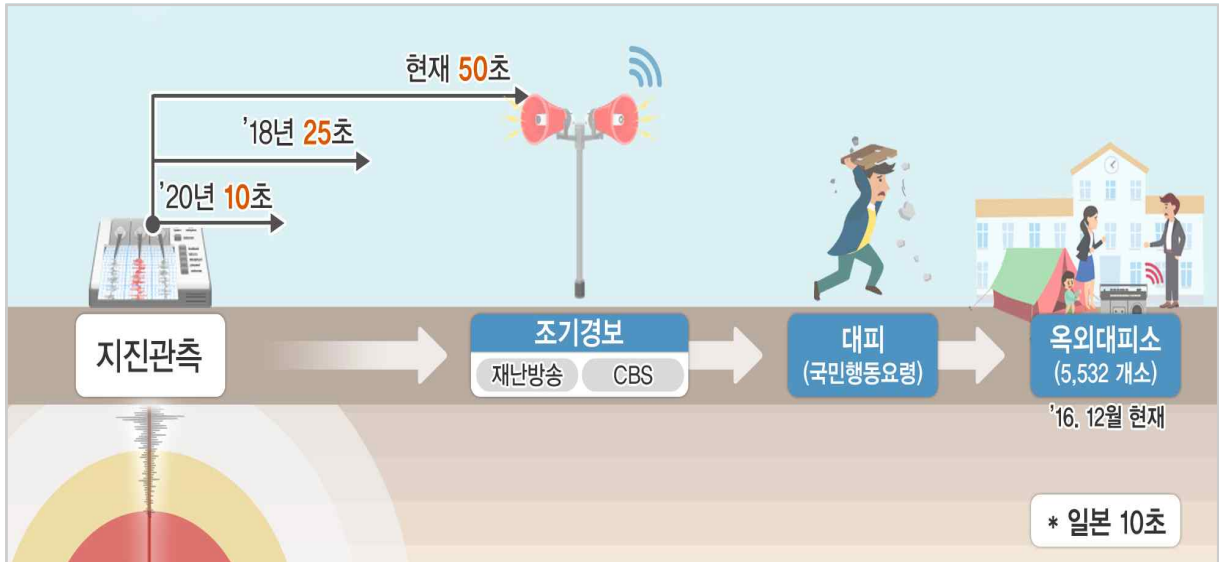 현재 50초
’18년 25초
’20년 10초
지진관측
조기경보
재난방송 CBS
대피
(국민행동요령)
옥외대피소
(5,532 개소)
’16. 12월 현재
* 일본 10초